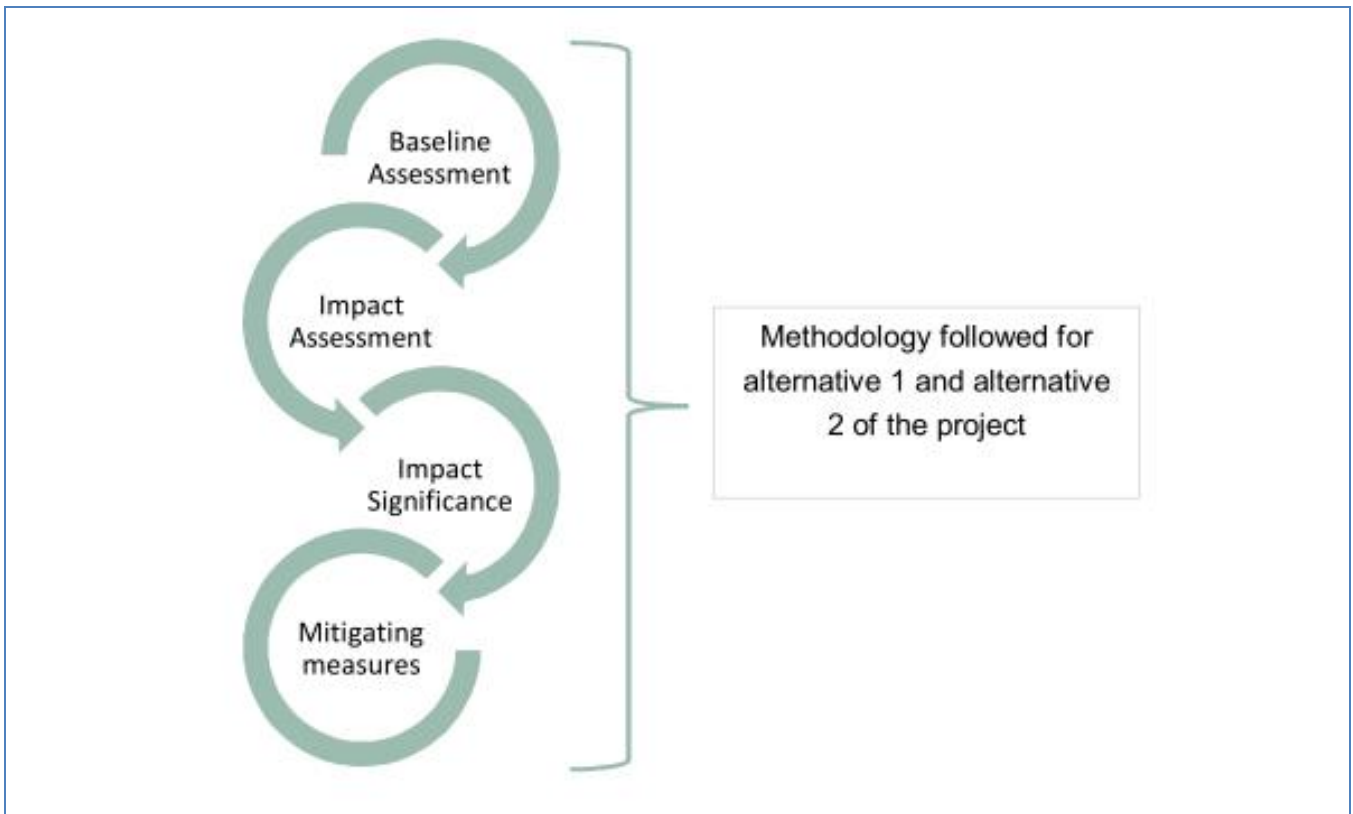 Baseline
Assessment
Impact
Assessment
Impact
Significance
Mitigating
measures
Methodology followed for
alternative 1 and alternative
2 of the project